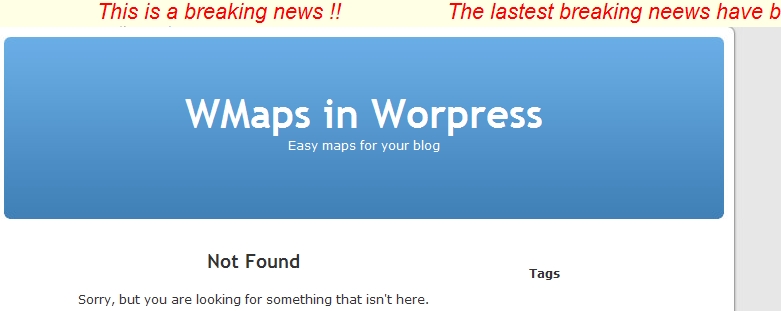 This is a breaking news !! The lastest breaking neews have b
WMaps in Worpress
Easy maps for your blog
Not Found
Tags
Sorry, but you are looking for something that isn't here.